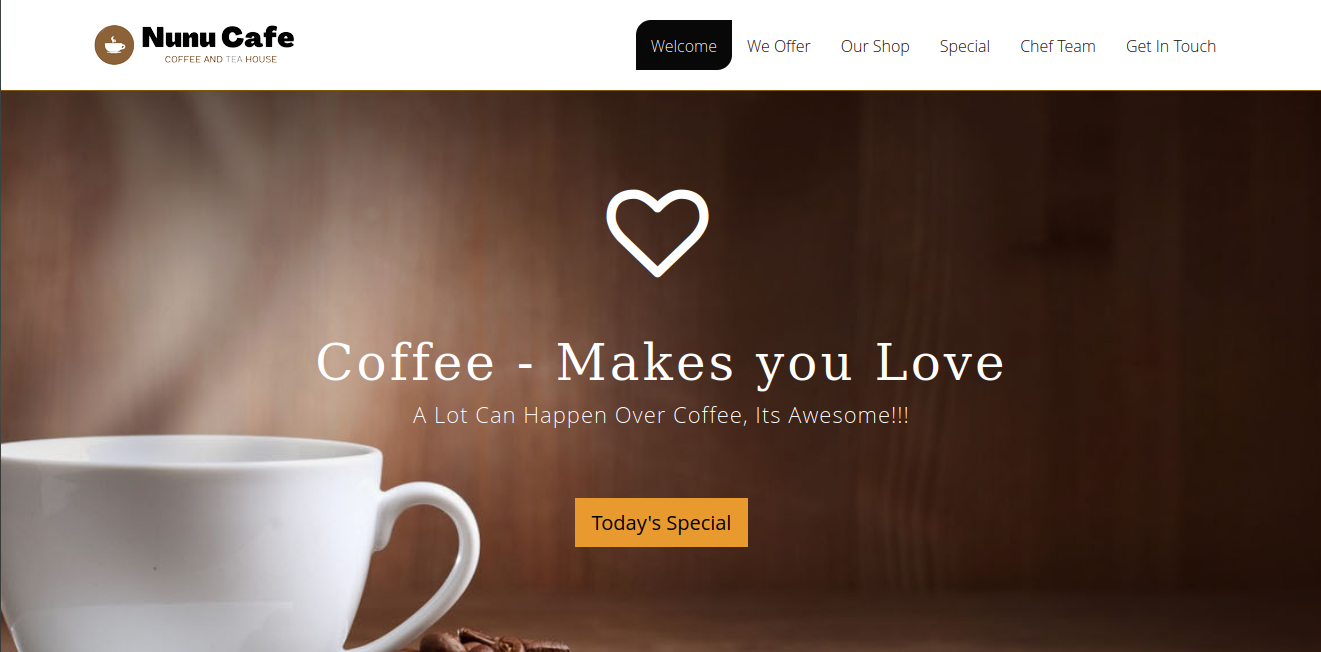 Nunu Cafe
COFFEE AND TEA HOUSE
Welcome We Offer Our Shop Special Chef Team Get In Touch
Coffee - Makes you Love
A Lot Can Happen Over Coffee, Its Awesome!!!
Today's Special